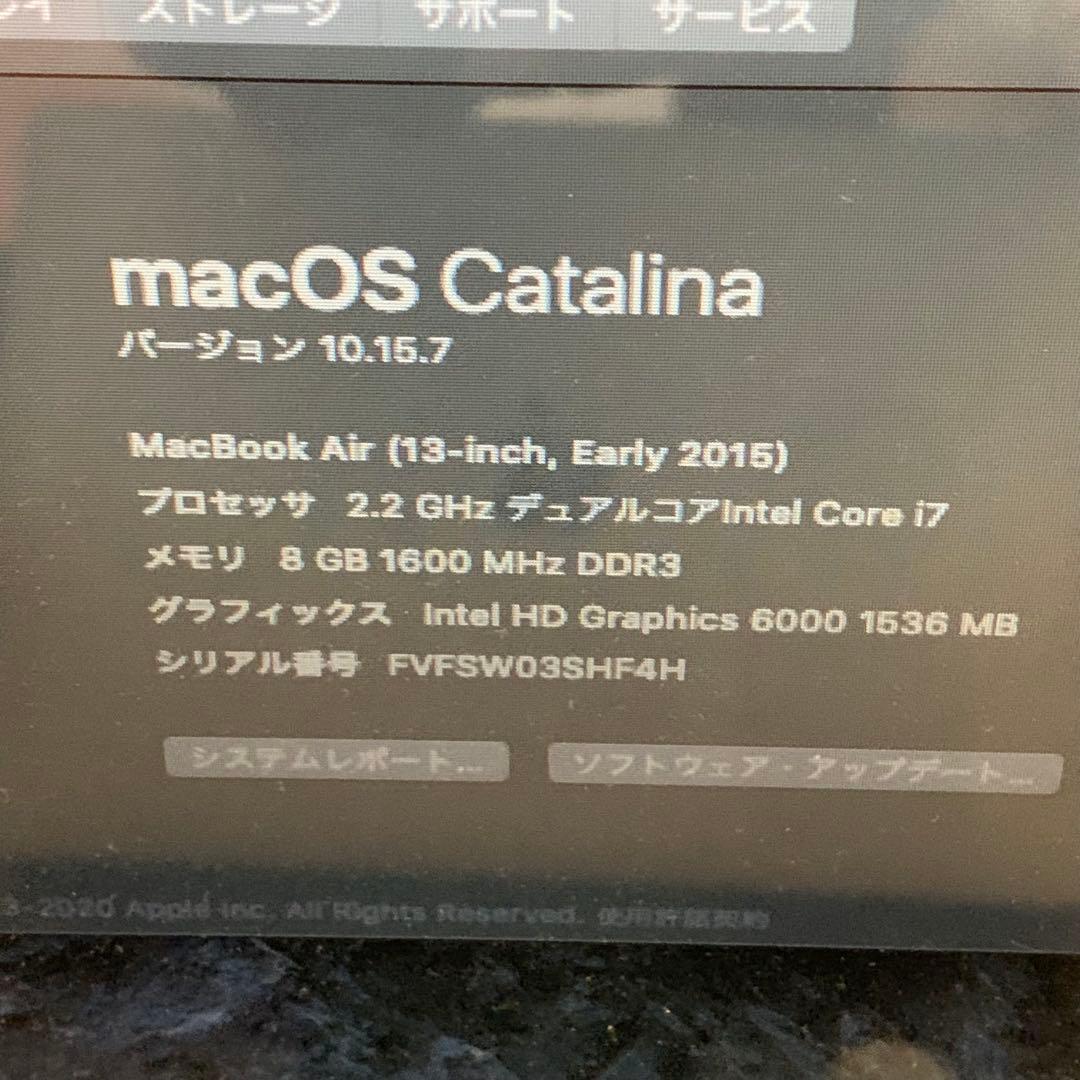 ストレージ サポート サービス
macOS Catalina
バージョン 10.15.7
MacBook Air (13-inch, Early 2015)
プロセッサ 2.2 GHz デュアルコアIntel Core i7
メモリ 8 GB 1600 MHz DDR3
グラフィックス Intel HD Graphics 6000 1536 MB
シリアル番号 FVFSW03SHF4H
システムレポート... ソフトウェア・アップデート...
2020 Apple Inc. All Rights Reserved. 使用許諾契約